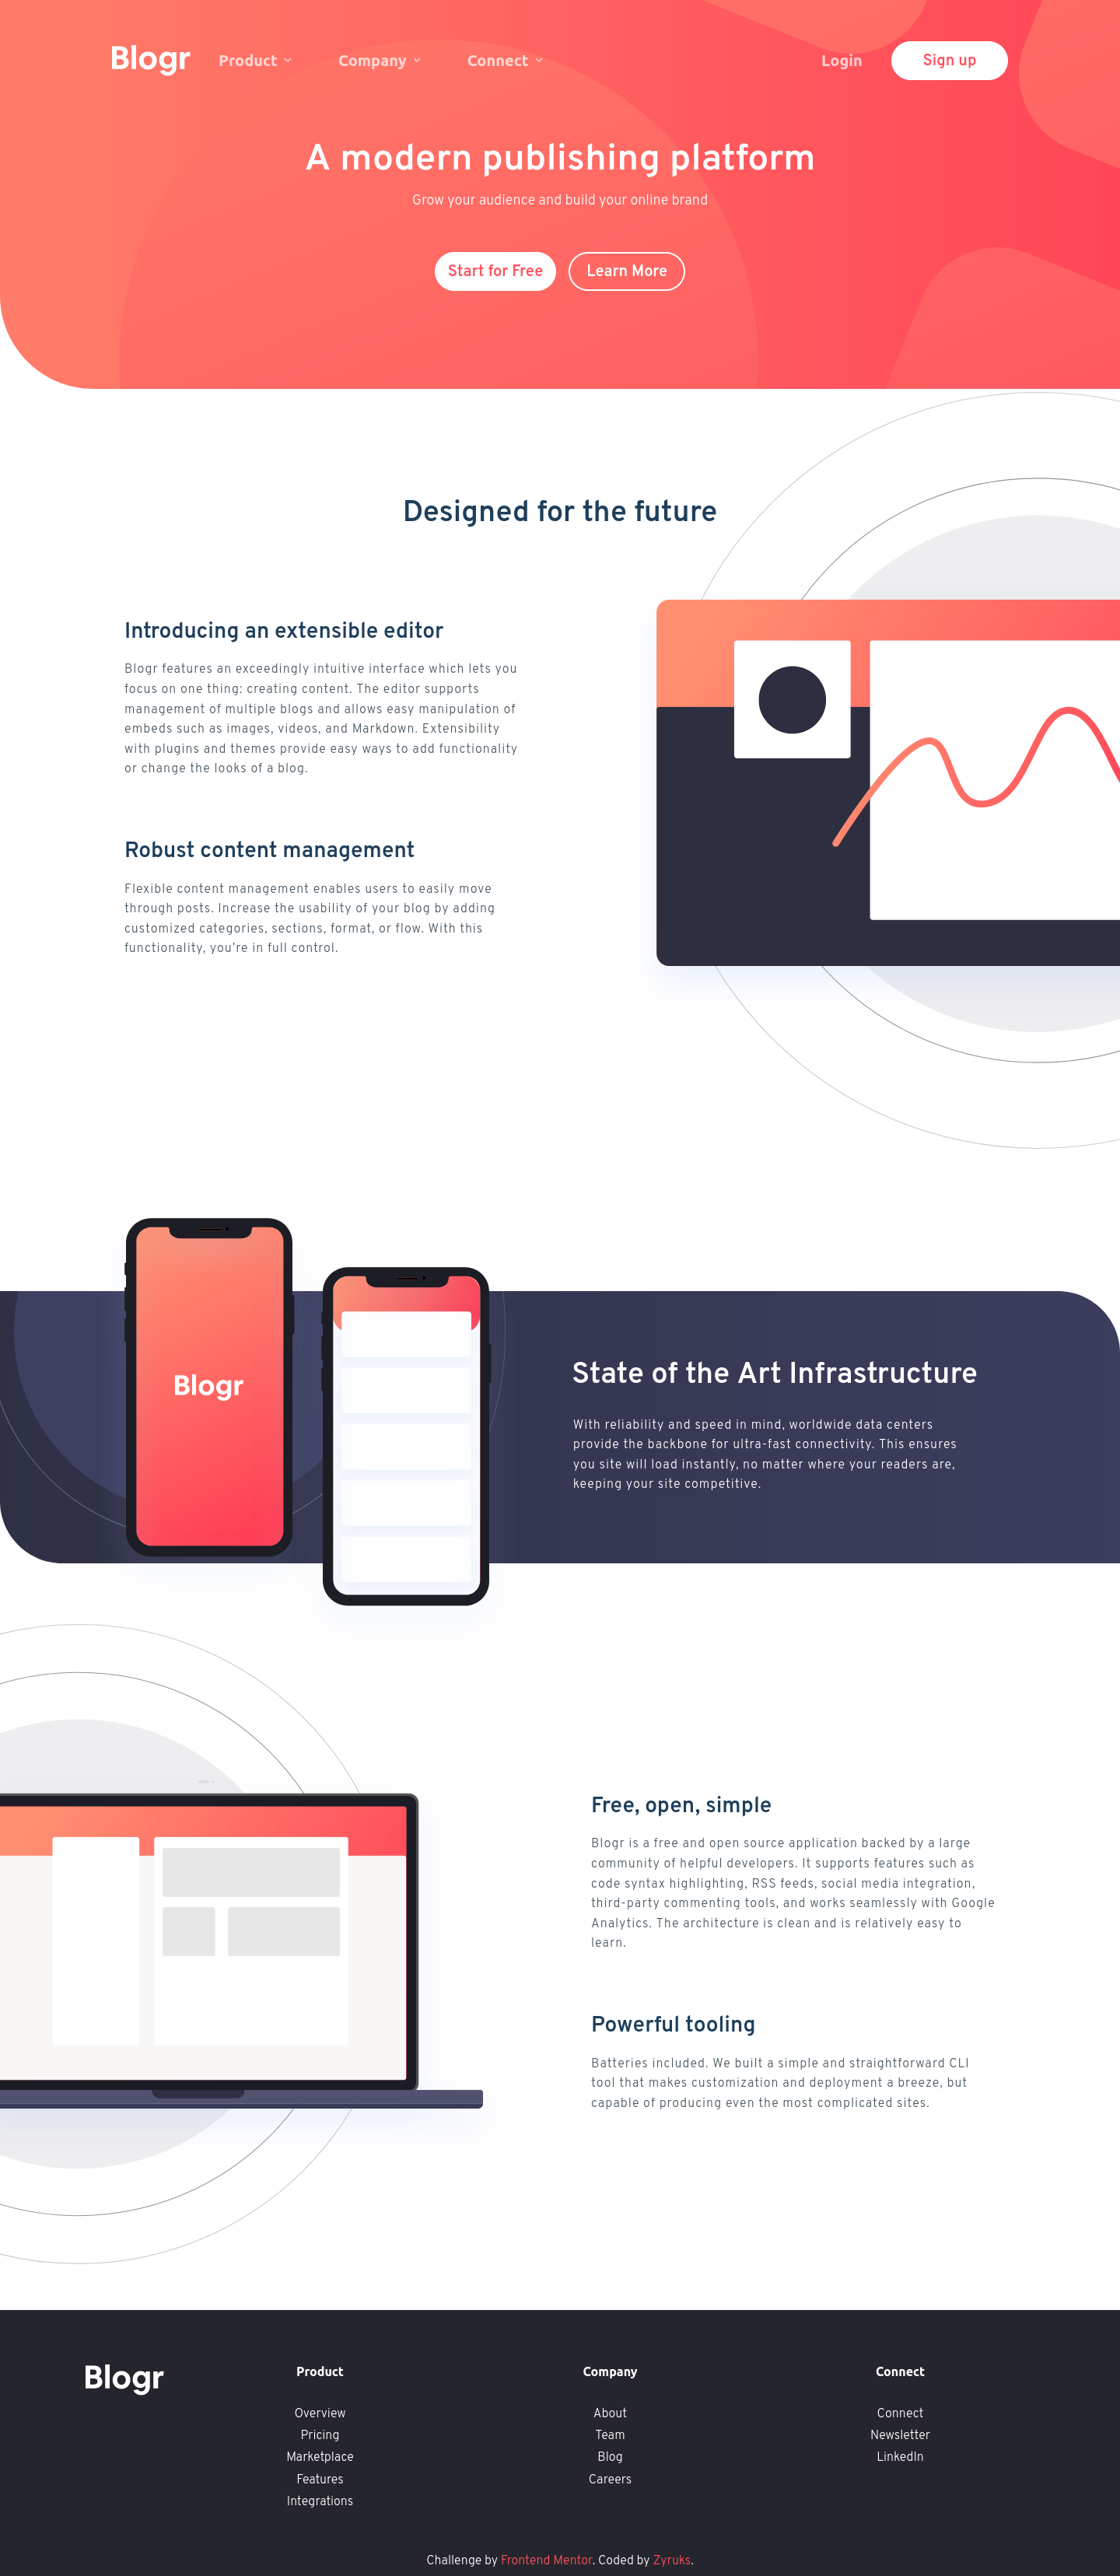 Blogr
Product
Company
Connect
Login
Sign up
A modern publishing platform
Grow your audience and build your online brand
Start for Free
Learn More
Designed for the future
Introducing an extensible editor
Blogr features an exceedingly intuitive interface which lets you
focus on one thing: creating content. The editor supports
management of multiple blogs and allows easy manipulation of
embeds such as images, videos, and Markdown. Extensibility
with plugins and themes provide easy ways to add functionality
or change the looks of a blog.
Robust content management
Flexible content management enables users to easily move
through posts. Increase the usability of your blog by adding
customized categories, sections, format, or flow. With this
functionality, you're in full control.
Blogr
State of the Art Infrastructure
With reliability and speed in mind, worldwide data centers
provide the backbone for ultra-fast connectivity. This ensures
you site will load instantly, no matter where your readers are,
keeping your site competitive.
Free, open, simple
Blogr is a free and open source application backed by a large
community of helpful developers. It supports features such as
code syntax highlighting, RSS feeds, social media integration,
third-party commenting tools, and works seamlessly with Google
Analytics. The architecture is clean and is relatively easy to
learn.
Powerful tooling
Batteries included. We built a simple and straightforward CLI
tool that makes customization and deployment a breeze, but
capable of producing even the most complicated sites.
Blogr
Product
Overview
Pricing
Marketplace
Features
Integrations
Company
About
Team
Blog
Careers
Connect
Connect
Newsletter
LinkedIn
Challenge by Frontend Mentor. Coded by Zyruks.